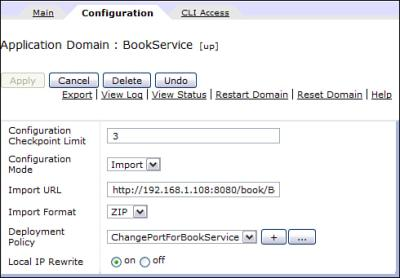 Main Configuration CLI Access
Application Domain : BookService [up]
Apply Cancel Delete Undo
Export | View Log | View Status | Restart Domain | Reset Domain | Help
Configuration Checkpoint Limit 3
Configuration Mode Import
Import URL http://192.168.1.108:8080/book/B
Import Format ZIP
Deployment Policy ChangePortForBookService + ...
Local IP Rewrite on off